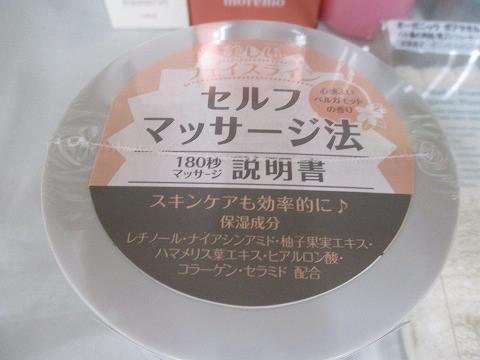 moremo
美しい
フェイスライン
セルフ
マッサージ法
心地よい
ベルガモット
の香り
180秒
マッサージ
説明書
スキンケアも効率的に♪
保湿成分
レチノール・ナイアシンアミド・柚子果実エキス・
ハマメリス葉エキス・ヒアルロン酸・
コラーゲン・セラミド 配合